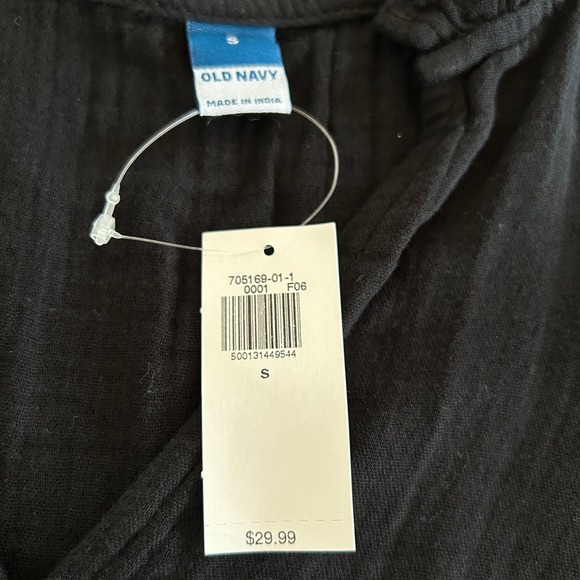 S
OLD NAVY
MADE IN INDIA
705169-01-1
0001 F06
500131449544
S
$29.99